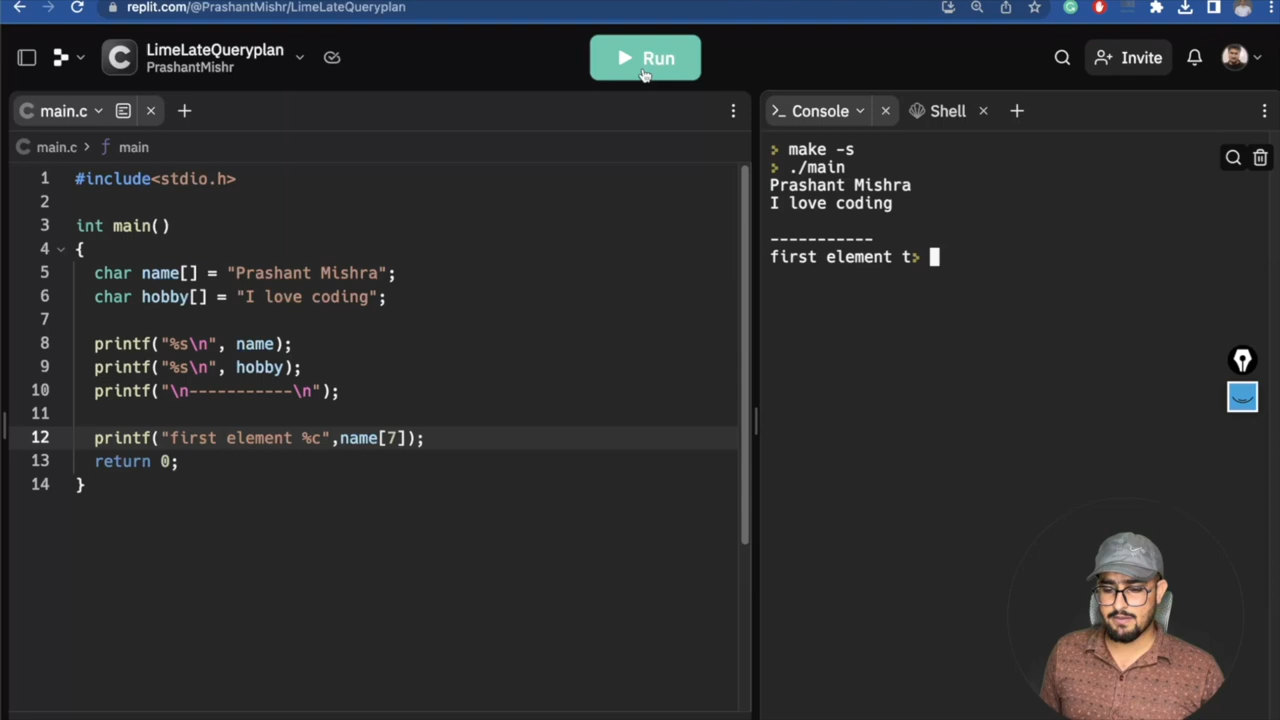 replit.com/@PrashantMishr/LimeLateQueryplan
LimeLateQueryplan
PrashantMishr
Run
Invite
main.c
Console
Shell
main.c > f main
1 #include<stdio.h>
2
3 int main()
4 {
5 char name[] = "Prashant Mishra";
6 char hobby[] = "I love coding";
7
8 printf("%s\n", name);
9 printf("%s\n", hobby);
10 printf("\n-----------\n");
11
12 printf("first element %c",name[7]);
13 return 0;
14 }
> make -s
> ./main
Prashant Mishra
I love coding
-----------
first element t>